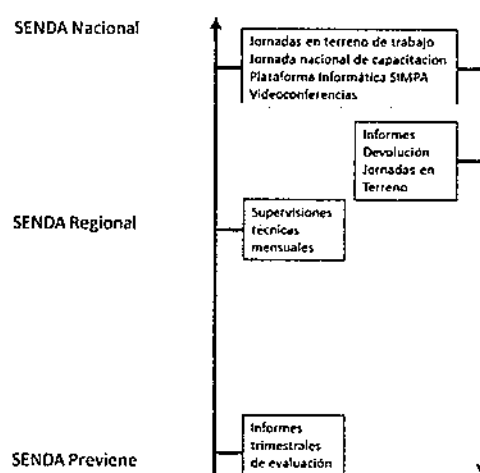 SENDA Nacional
Jornadas en terreno de trabajo
Jornada nacional de capacitación
Plataforma Informática SIMPA
Videoconferencias
Informes
Devolución
Jornadas en
Terreno
SENDA Regional
Supervisiones
técnicas
mensuales
Informes
trimestrales
de evaluación
SENDA Previene